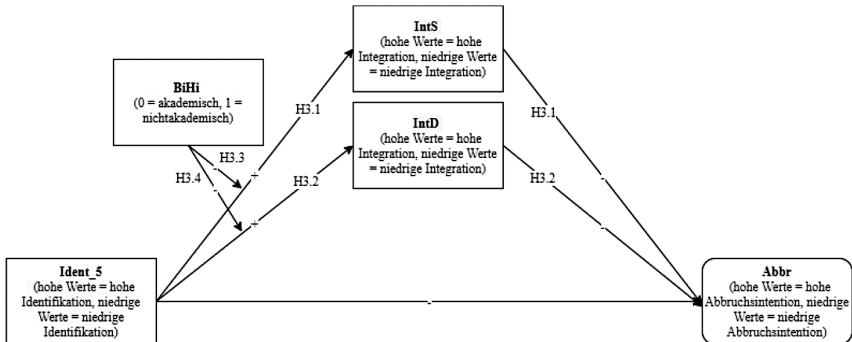 IntS
(hohe Werte = hohe
Integration, niedrige Werte
= niedrige Integration)
BiHi
(0 = akademisch, 1 =
nichtakademisch)
H3.1
H3.1
IntD
(hohe Werte = hohe
Integration, niedrige Werte
= niedrige Integration)
H3.3
-
H3.4
-
+
H3.2
H3.2
-
+
-
Ident_5
(hohe Werte = hohe
Identifikation, niedrige
Werte = niedrige
Identifikation)
-
Abbr
(hohe Werte = hohe
Abbruchsintention, niedrige
Werte = niedrige
Abbruchsintention)